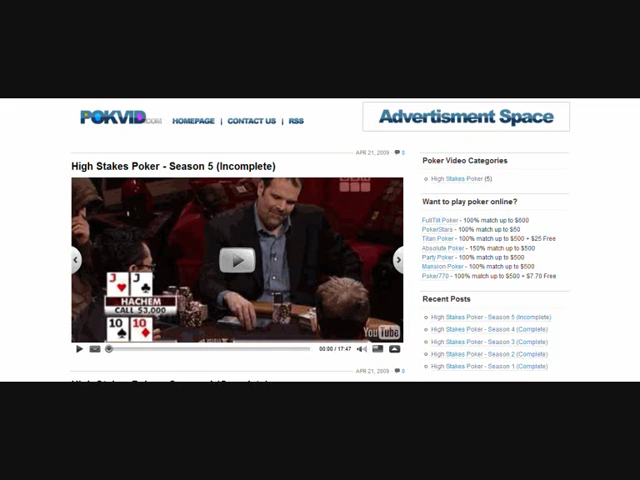 POKVID.COM
HOMEPAGE | CONTACT US | RSS
Advertisment Space
APR 21, 2009 - 0
High Stakes Poker - Season 5 (Incomplete)
J J
HACHEM
CALL $3,000
10 10
YouTube
00:00 / 17:47
APR 21, 2009 - 0
Poker Video Categories
High Stakes Poker (5)
Want to play poker online?
FullTilt Poker - 100% match up to $600
PokerStars - 100% match up to $50
Titan Poker - 100% match up to $500 + $25 Free
Absolute Poker - 150% match up to $500
Party Poker - 100% match up to $500
Mansion Poker - 100% match up to $500
Poker770 - 100% match up to $500 + $7.70 Free
Recent Posts
High Stakes Poker - Season 5 (Incomplete)
High Stakes Poker - Season 4 (Complete)
High Stakes Poker - Season 3 (Complete)
High Stakes Poker - Season 2 (Complete)
High Stakes Poker - Season 1 (Complete)